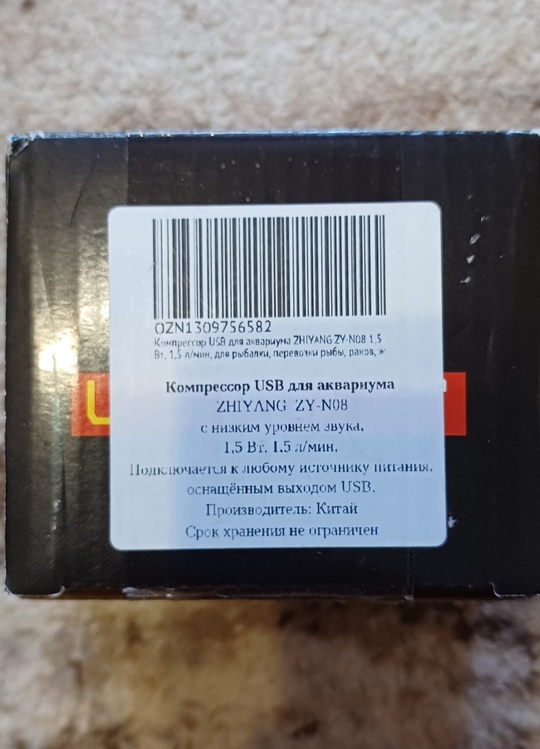 OZN1309756582
Компрессор USB для аквариума ZHIYANG ZY-N08 1,5
Вт, 1,5 л/мин, для рыбалки, перевозки рыбы, раков, ж
Компрессор USB для аквариума
ZHIYANG ZY-N08
с низким уровнем звука,
1,5 Вт, 1,5 л/мин,
Подключается к любому источнику питания,
оснащённым выходом USB.
Производитель: Китай
Срок хранения не ограничен